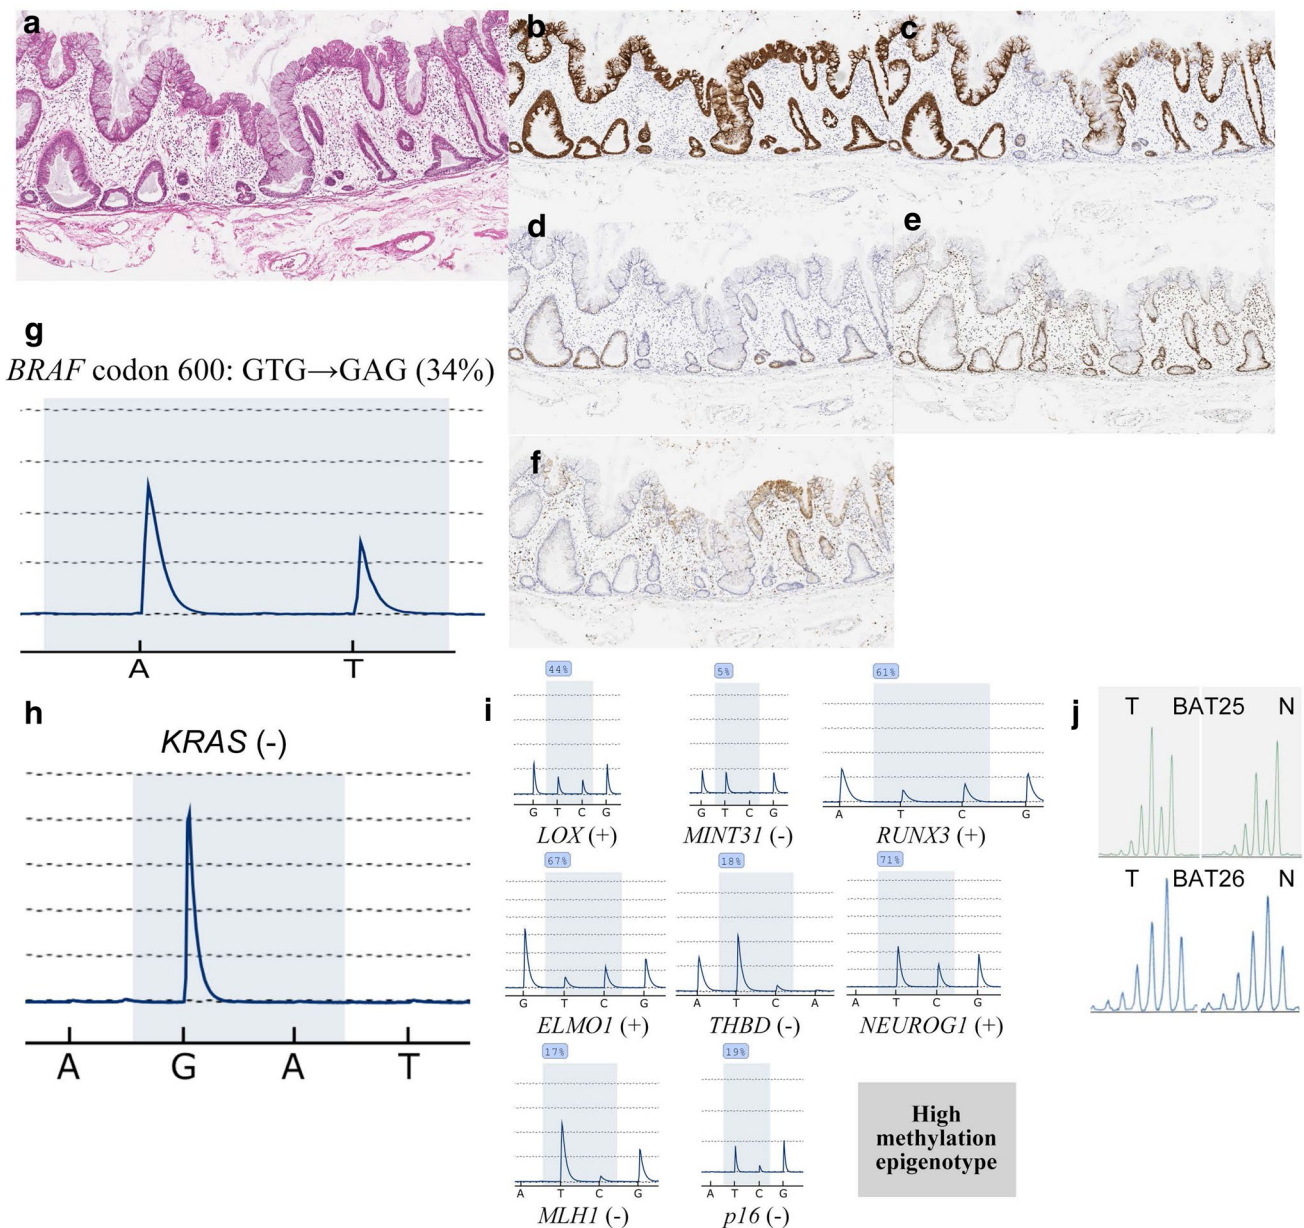 a
b
c
d
e
f
g
BRAF codon 600: GTG→GAG (34%)
A T
h
KRAS (-)
A G A T
i
44%
G T C G
LOX (+)
5%
G T C G
MINT31 (-)
61%
A T C G
RUNX3 (+)
67%
G T C G
ELMO1 (+)
18%
A T C A
THBD (-)
71%
A T C G
NEUROG1 (+)
17%
A T C G
MLH1 (-)
19%
A T C G
p16 (-)
High
methylation
epigenotype
j
T BAT25 N
T BAT26 N